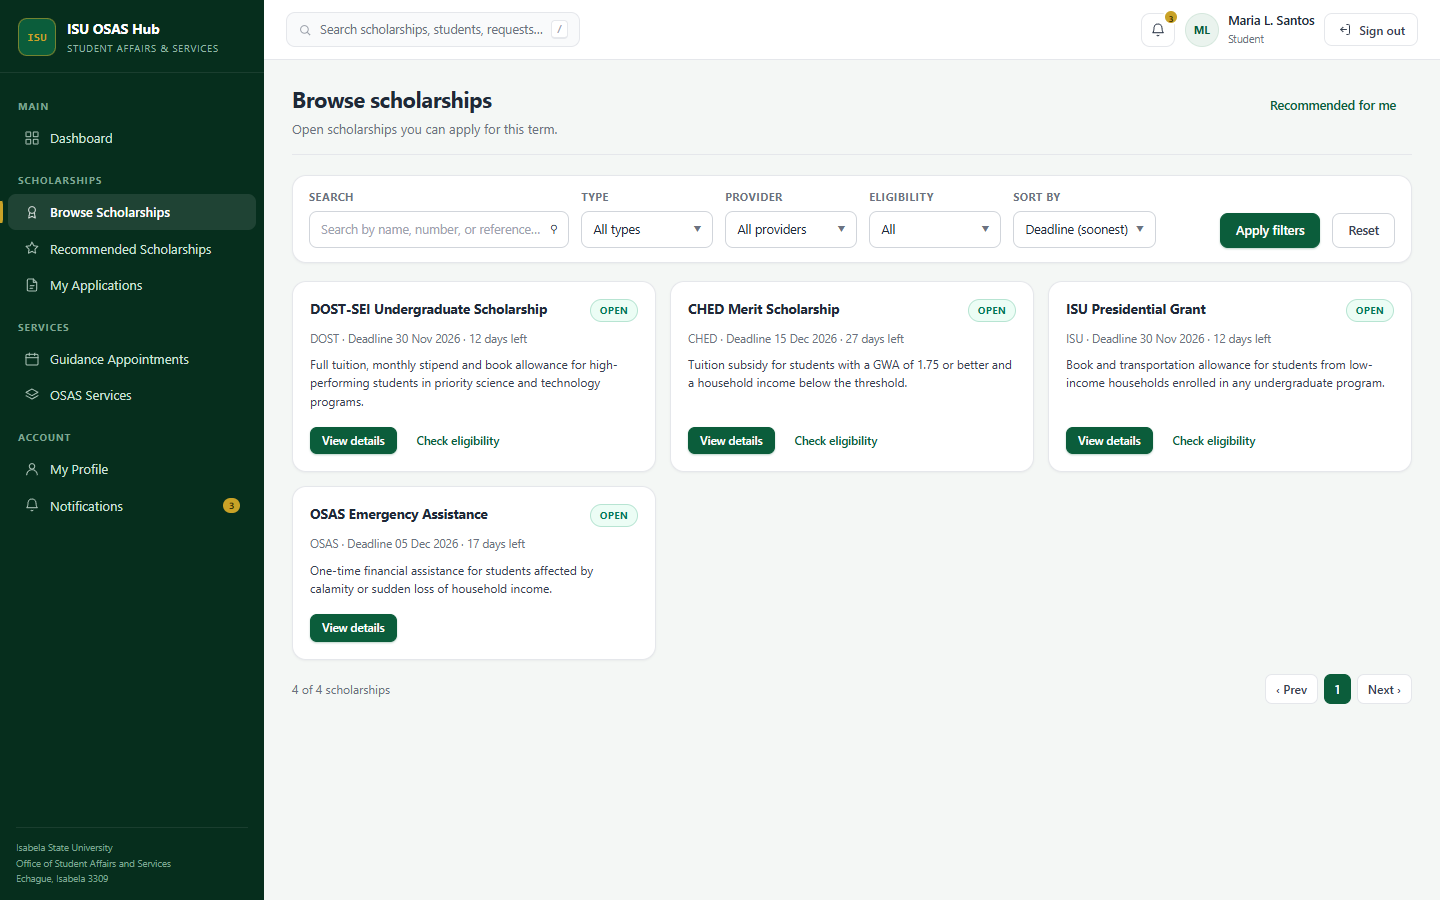 ISU
ISU OSAS Hub
STUDENT AFFAIRS & SERVICES
MAIN
Dashboard
SCHOLARSHIPS
Browse Scholarships
Recommended Scholarships
My Applications
SERVICES
Guidance Appointments
OSAS Services
ACCOUNT
My Profile
Notifications
3
Isabela State University
Office of Student Affairs and Services
Echague, Isabela 3309
Search scholarships, students, requests...
/
3
ML
Maria L. Santos
Student
Sign out
Browse scholarships
Open scholarships you can apply for this term.
Recommended for me
SEARCH
Search by name, number, or reference...
TYPE
All types
PROVIDER
All providers
ELIGIBILITY
All
SORT BY
Deadline (soonest)
Apply filters
Reset
DOST-SEI Undergraduate Scholarship
OPEN
DOST · Deadline 30 Nov 2026 · 12 days left
Full tuition, monthly stipend and book allowance for high-
performing students in priority science and technology
programs.
View details
Check eligibility
CHED Merit Scholarship
OPEN
CHED · Deadline 15 Dec 2026 · 27 days left
Tuition subsidy for students with a GWA of 1.75 or better and
a household income below the threshold.
View details
Check eligibility
ISU Presidential Grant
OPEN
ISU · Deadline 30 Nov 2026 · 12 days left
Book and transportation allowance for students from low-
income households enrolled in any undergraduate program.
View details
Check eligibility
OSAS Emergency Assistance
OPEN
OSAS · Deadline 05 Dec 2026 · 17 days left
One-time financial assistance for students affected by
calamity or sudden loss of household income.
View details
4 of 4 scholarships
‹ Prev
1
Next ›